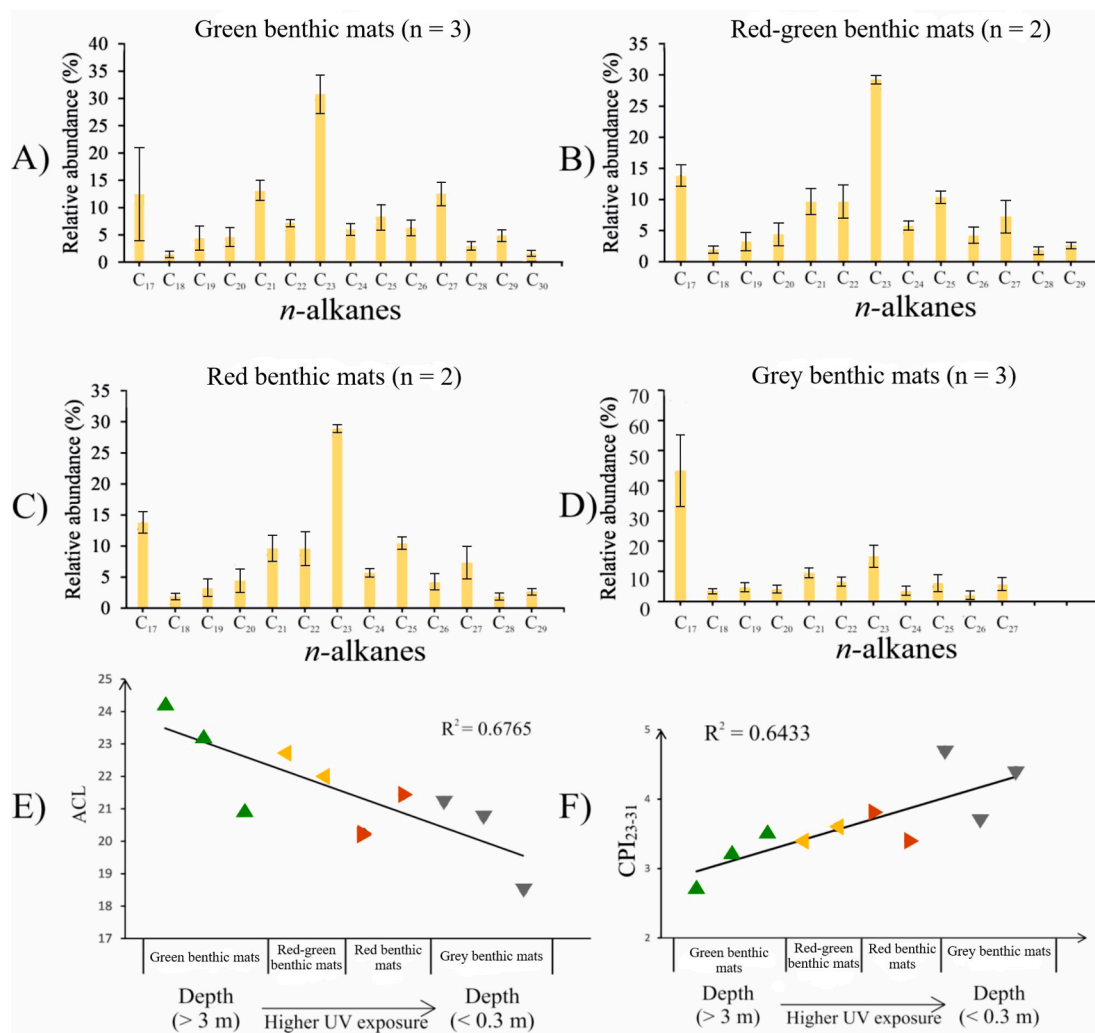 Green benthic mats (n = 3)
A)
Relative abundance (%)
40
35
30
25
20
15
10
5
0
C₁₇ C₁₈ C₁₉ C₂₀ C₂₁ C₂₂ C₂₃ C₂₄ C₂₅ C₂₆ C₂₇ C₂₈ C₂₉ C₃₀
n-alkanes
Red-green benthic mats (n = 2)
B)
Relative abundance (%)
35
30
25
20
15
10
5
0
C₁₇ C₁₈ C₁₉ C₂₀ C₂₁ C₂₂ C₂₃ C₂₄ C₂₅ C₂₆ C₂₇ C₂₈ C₂₉
n-alkanes
Red benthic mats (n = 2)
C)
Relative abundance (%)
35
30
25
20
15
10
5
0
C₁₇ C₁₈ C₁₉ C₂₀ C₂₁ C₂₂ C₂₃ C₂₄ C₂₅ C₂₆ C₂₇ C₂₈ C₂₉
n-alkanes
Grey benthic mats (n = 3)
D)
Relative abundance (%)
70
60
50
40
30
20
10
0
C₁₇ C₁₈ C₁₉ C₂₀ C₂₁ C₂₂ C₂₃ C₂₄ C₂₅ C₂₆ C₂₇
n-alkanes
E)
ACL
25
24
23
22
21
20
19
18
17
R² = 0.6765
Green benthic mats
Red-green
benthic mats
Red benthic mats
Grey benthic mats
Depth
(> 3 m)
Higher UV exposure
Depth
(< 0.3 m)
F)
CPI₂₃₋₃₁
5
4
3
2
R² = 0.6433
Green benthic
mats
Red-green
benthic mats
Red benthic
mats
Grey benthic mats
Depth
(> 3 m)
Higher UV exposure
Depth
(< 0.3 m)